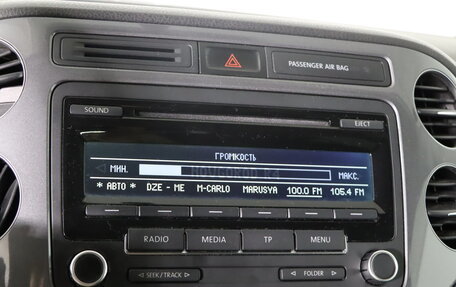 PASSENGER AIR BAG
SOUND
EJECT
ГРОМКОСТЬ
МИН. МАКС.
* АВТО * DZE - ME M-CARLO MARUSYA 100.0 FM 105.4 FM
RADIO MEDIA TP MENU
SEEK/TRACK FOLDER